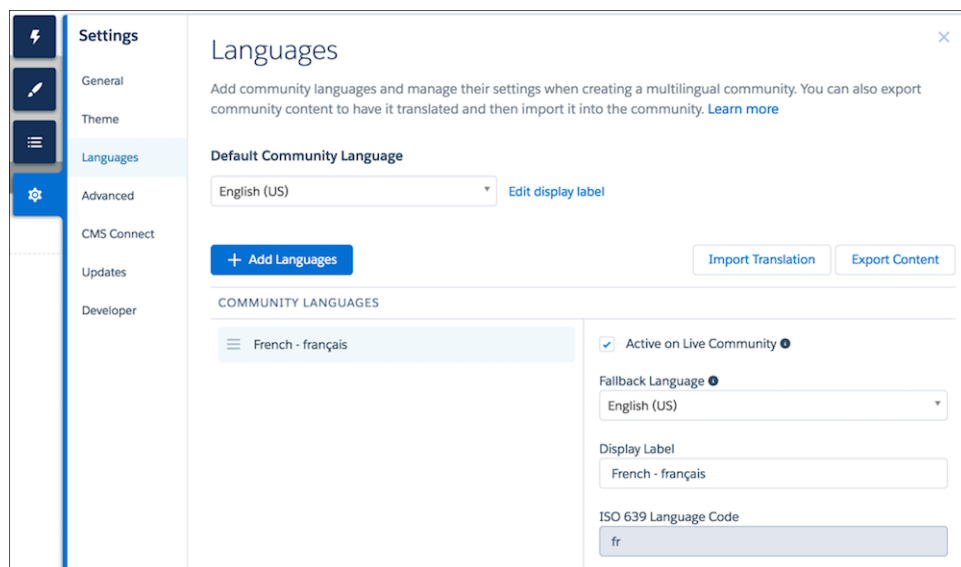 Settings
General
Theme
Languages
Advanced
CMS Connect
Updates
Developer
Languages
Add community languages and manage their settings when creating a multilingual community. You can also export
community content to have it translated and then import it into the community. Learn more
Default Community Language
English (US)
Edit display label
+ Add Languages
Import Translation
Export Content
COMMUNITY LANGUAGES
French - français
Active on Live Community
Fallback Language
English (US)
Display Label
French - français
ISO 639 Language Code
fr